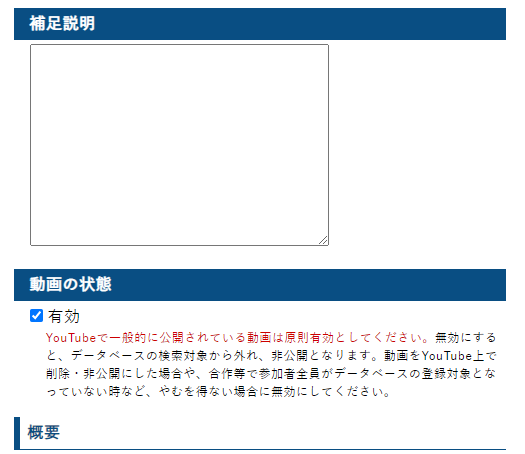 補足説明
動画の状態
有効
YouTubeで一般的に公開されている動画は原則有効としてください。無効にする
と、データベースの検索対象から外れ、非公開となります。動画をYouTube上で
削除・非公開にした場合や、合作等で参加者全員がデータベースの登録対象とな
っていない時など、やむを得ない場合に無効にしてください。
概要